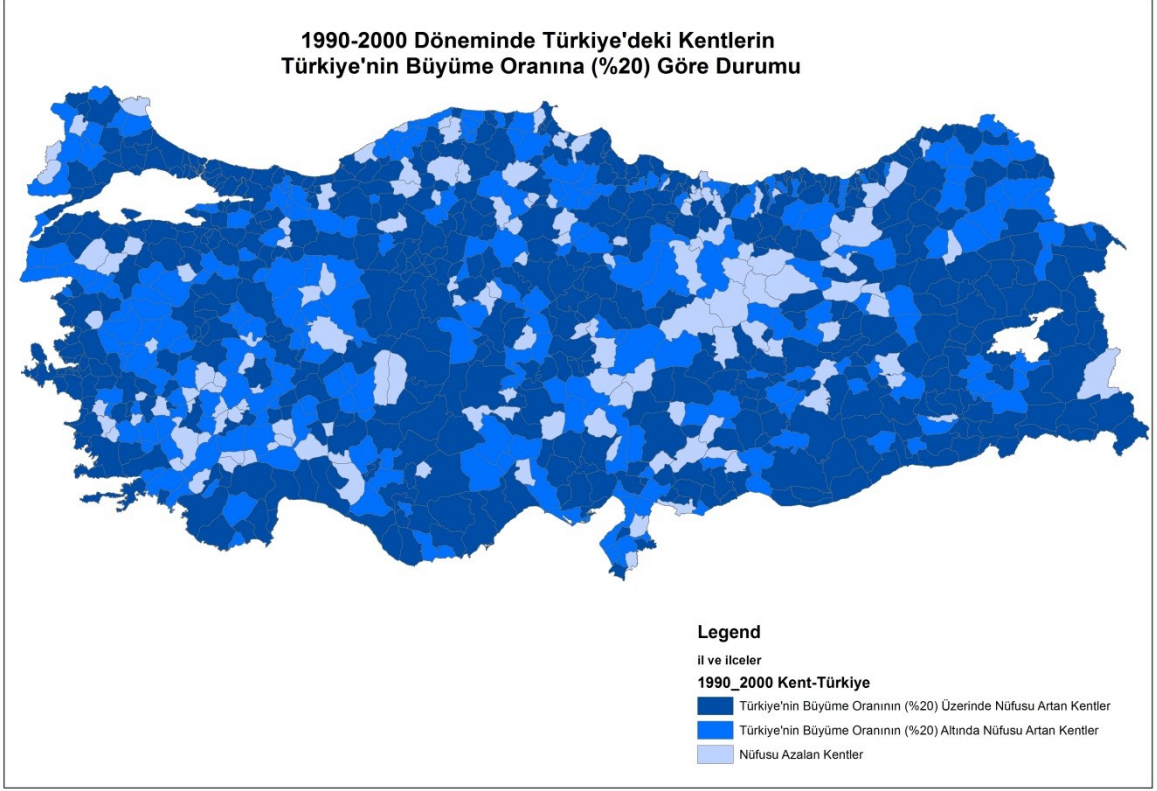 1990-2000 Döneminde Türkiye'deki Kentlerin
Türkiye'nin Büyüme Oranına (%20) Göre Durumu
Legend
il ve ilceler
1990_2000 Kent-Türkiye
Türkiye'nin Büyüme Oranının (%20) Üzerinde Nüfusu Artan Kentler
Türkiye'nin Büyüme Oranının (%20) Altında Nüfusu Artan Kentler
Nüfusu Azalan Kentler